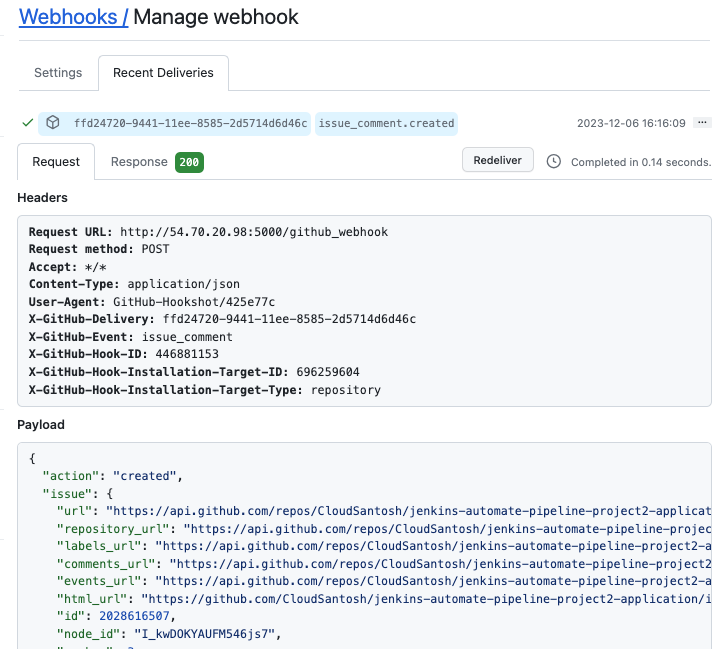 Webhooks / Manage webhook
Settings Recent Deliveries
ffd24720-9441-11ee-8585-2d5714d6d46c issue_comment.created 2023-12-06 16:16:09 ...
Request Response 200 Redeliver Completed in 0.14 seconds.
Headers
Request URL: http://54.70.20.98:5000/github_webhook
Request method: POST
Accept: */*
Content-Type: application/json
User-Agent: GitHub-Hookshot/425e77c
X-GitHub-Delivery: ffd24720-9441-11ee-8585-2d5714d6d46c
X-GitHub-Event: issue_comment
X-GitHub-Hook-ID: 446881153
X-GitHub-Hook-Installation-Target-ID: 696259604
X-GitHub-Hook-Installation-Target-Type: repository
Payload
{
"action": "created",
"issue": {
"url": "https://api.github.com/repos/CloudSantosh/jenkins-automate-pipeline-project2-applicat
"repository_url": "https://api.github.com/repos/CloudSantosh/jenkins-automate-pipeline-projec
"labels_url": "https://api.github.com/repos/CloudSantosh/jenkins-automate-pipeline-project2-a
"comments_url": "https://api.github.com/repos/CloudSantosh/jenkins-automate-pipeline-project2
"events_url": "https://api.github.com/repos/CloudSantosh/jenkins-automate-pipeline-project2-a
"html_url": "https://github.com/CloudSantosh/jenkins-automate-pipeline-project2-application/i
"id": 2028616507,
"node_id": "I_kwDOKYAUFM546js7",